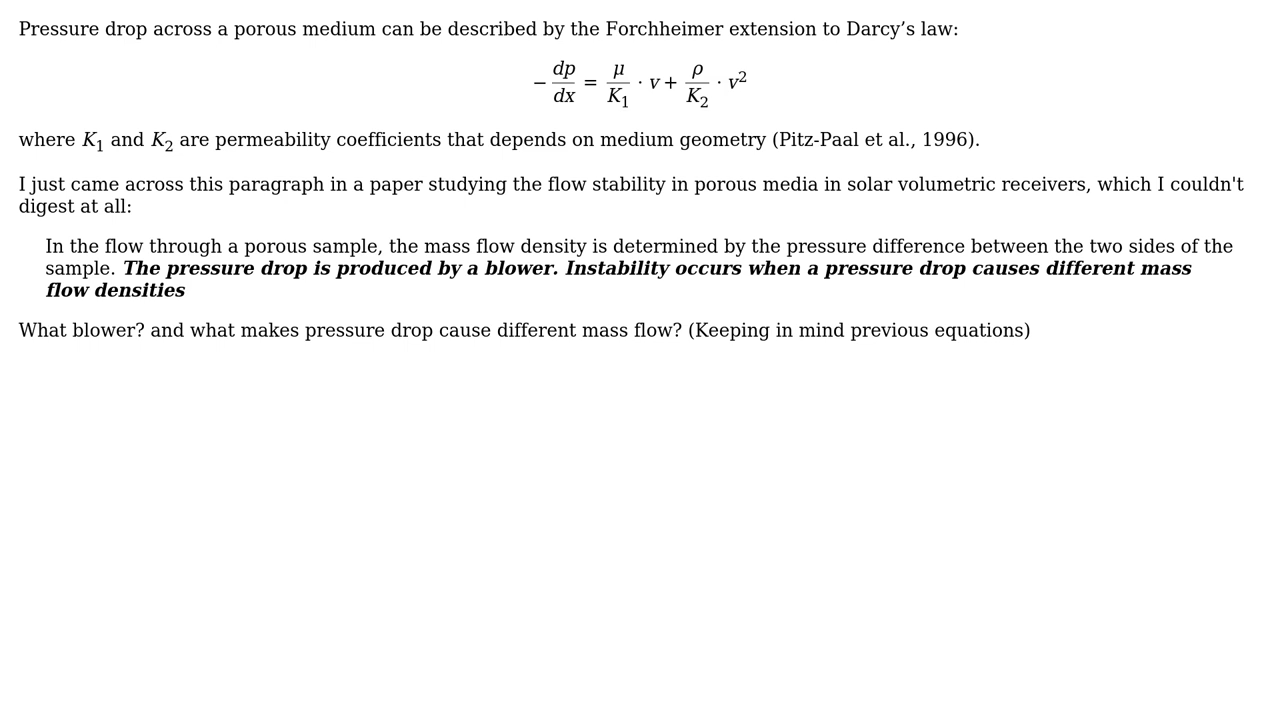 Pressure drop across a porous medium can be described by the Forchheimer extension to Darcy’s law:
− dp/dx = μ/K₁ · v + ρ/K₂ · v²
where K₁ and K₂ are permeability coefficients that depends on medium geometry (Pitz-Paal et al., 1996).
I just came across this paragraph in a paper studying the flow stability in porous media in solar volumetric receivers, which I couldn't
digest at all:
In the flow through a porous sample, the mass flow density is determined by the pressure difference between the two sides of the
sample. The pressure drop is produced by a blower. Instability occurs when a pressure drop causes different mass
flow densities
What blower? and what makes pressure drop cause different mass flow? (Keeping in mind previous equations)